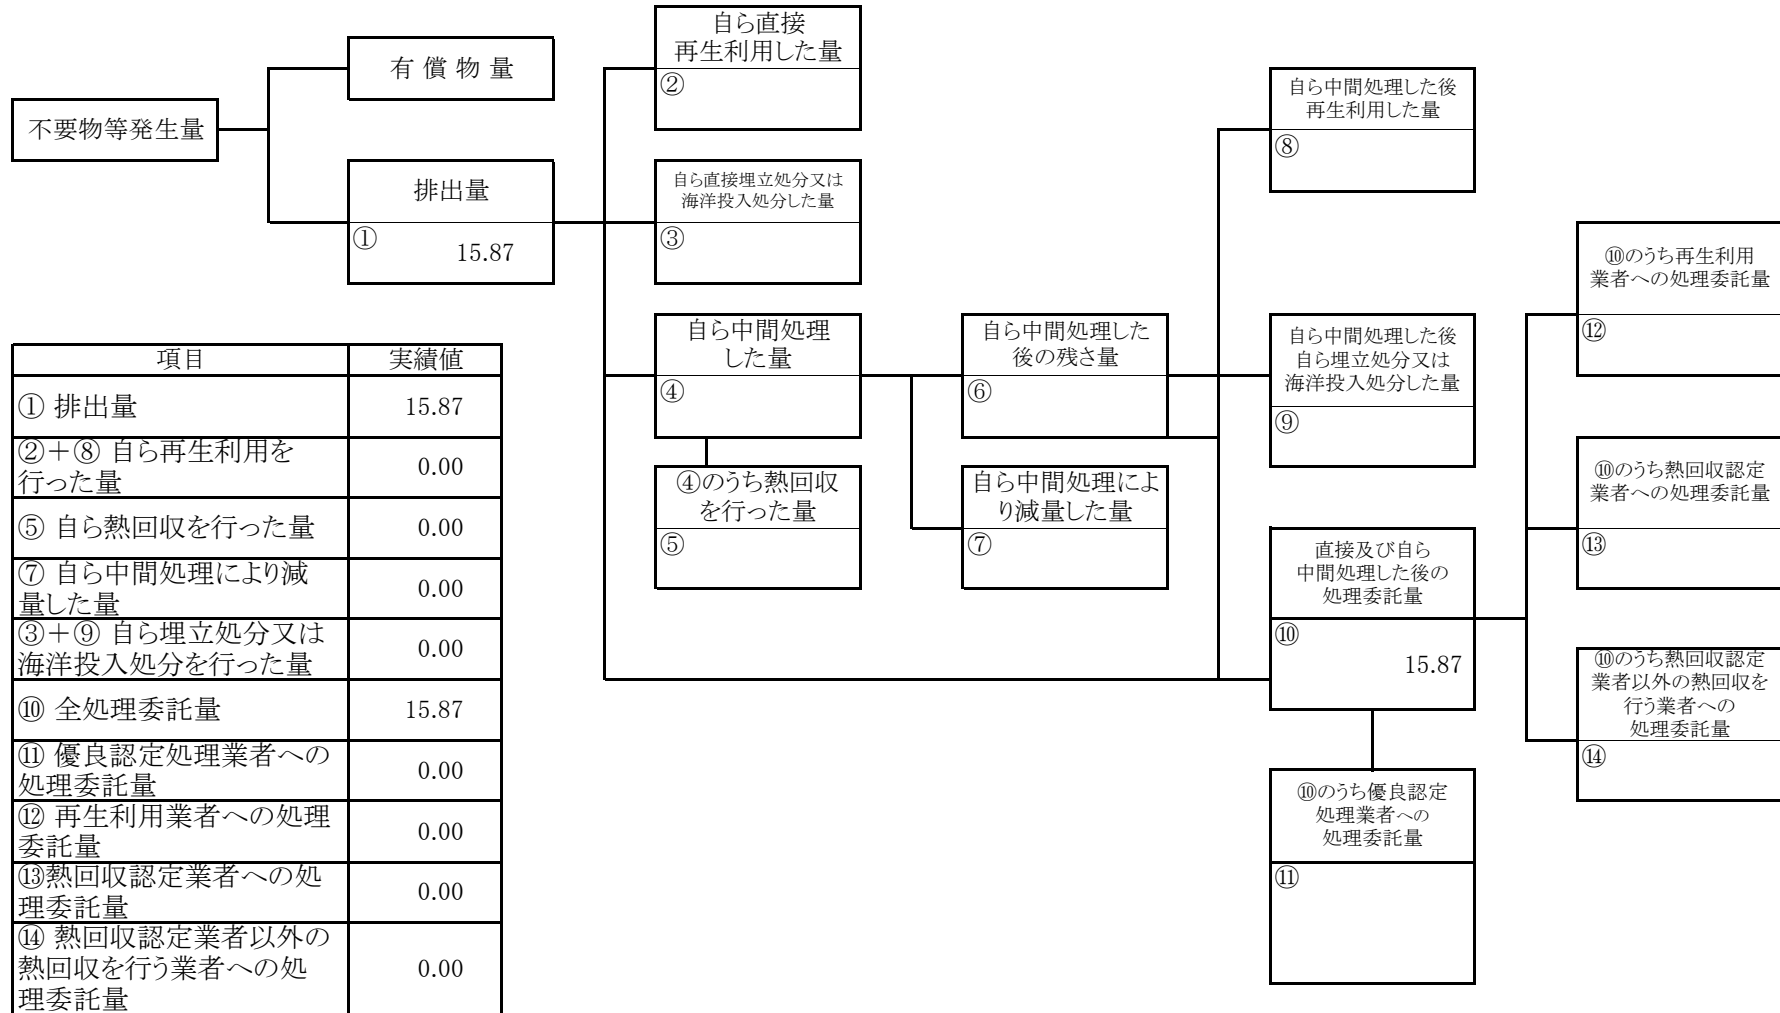 不要物等発生量
有 償 物 量
排出量
①
15.87
自ら直接
再生利用した量
②
自ら直接埋立処分又は
海洋投入処分した量
③
自ら中間処理
した量
④
④のうち熱回収
を行った量
⑤
自ら中間処理した
後の残さ量
⑥
自ら中間処理によ
り減量した量
⑦
自ら中間処理した後
再生利用した量
⑧
自ら中間処理した後
自ら埋立処分又は
海洋投入処分した量
⑨
直接及び自ら
中間処理した後の
処理委託量
⑩
15.87
⑩のうち優良認定
処理業者への
処理委託量
⑪
⑩のうち再生利用
業者への処理委託量
⑫
⑩のうち熱回収認定
業者への処理委託量
⑬
⑩のうち熱回収認定
業者以外の熱回収を
行う業者への
処理委託量
⑭
項目 実績値
① 排出量 15.87
②＋⑧ 自ら再生利用を
行った量 0.00
⑤ 自ら熱回収を行った量 0.00
⑦ 自ら中間処理により減
量した量 0.00
③＋⑨ 自ら埋立処分又は
海洋投入処分を行った量 0.00
⑩ 全処理委託量 15.87
⑪ 優良認定処理業者への
処理委託量 0.00
⑫ 再生利用業者への処理
委託量 0.00
⑬熱回収認定業者への処
理委託量 0.00
⑭ 熱回収認定業者以外の
熱回収を行う業者への処
理委託量 0.00